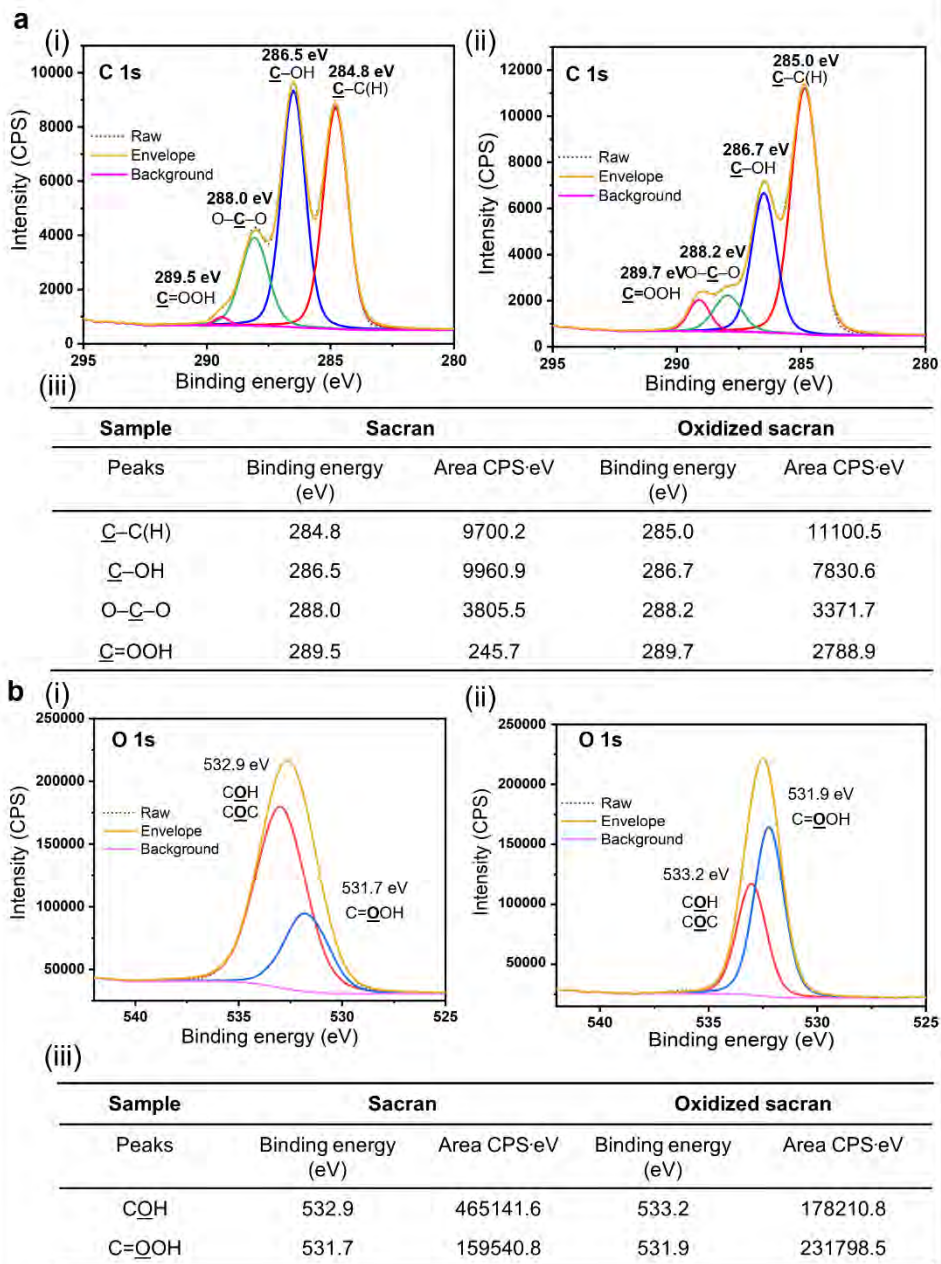 a
(i)
C 1s
286.5 eV
C–OH
284.8 eV
C–C(H)
288.0 eV
O–C–O
289.5 eV
C=OOH
Raw
Envelope
Background
Intensity (CPS)
10000
8000
6000
4000
2000
0
295
290
285
280
Binding energy (eV)
(ii)
C 1s
285.0 eV
C–C(H)
286.7 eV
C–OH
288.2 eV
O–C–O
289.7 eV
C=OOH
Raw
Envelope
Background
Intensity (CPS)
12000
10000
8000
6000
4000
2000
0
295
290
285
280
Binding energy (eV)
(iii)
Sample Sacran Oxidized sacran
Peaks Binding energy (eV) Area CPS·eV Binding energy (eV) Area CPS·eV
C–C(H) 284.8 9700.2 285.0 11100.5
C–OH 286.5 9960.9 286.7 7830.6
O–C–O 288.0 3805.5 288.2 3371.7
C=OOH 289.5 245.7 289.7 2788.9
b
(i)
O 1s
532.9 eV
COH
COC
531.7 eV
C=OOH
Raw
Envelope
Background
Intensity (CPS)
250000
200000
150000
100000
50000
540
535
530
525
Binding energy (eV)
(ii)
O 1s
531.9 eV
C=OOH
533.2 eV
COH
COC
Raw
Envelope
Background
Intensity (CPS)
250000
200000
150000
100000
50000
540
535
530
525
Binding energy (eV)
(iii)
Sample Sacran Oxidized sacran
Peaks Binding energy (eV) Area CPS·eV Binding energy (eV) Area CPS·eV
COH 532.9 465141.6 533.2 178210.8
C=OOH 531.7 159540.8 531.9 231798.5